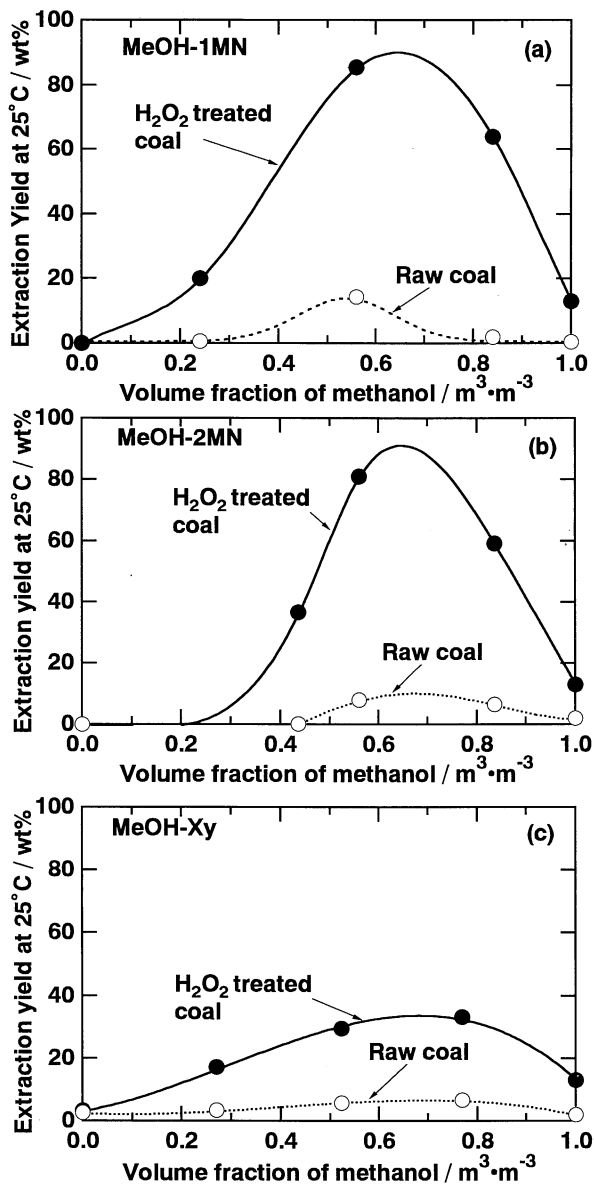 MeOH-1MN
(a)
100
80
60
40
20
0
Extraction Yield at 25°C / wt%
H₂O₂ treated
coal
Raw coal
0.0 0.2 0.4 0.6 0.8 1.0
Volume fraction of methanol / m³•m⁻³
MeOH-2MN
(b)
100
80
60
40
20
0
Extraction yield at 25°C / wt%
H₂O₂ treated
coal
Raw coal
0.0 0.2 0.4 0.6 0.8 1.0
Volume fraction of methanol / m³•m⁻³
MeOH-Xy
(c)
100
80
60
40
20
0
Extraction yield at 25°C / wt%
H₂O₂ treated
coal
Raw coal
0.0 0.2 0.4 0.6 0.8 1.0
Volume fraction of methanol / m³•m⁻³